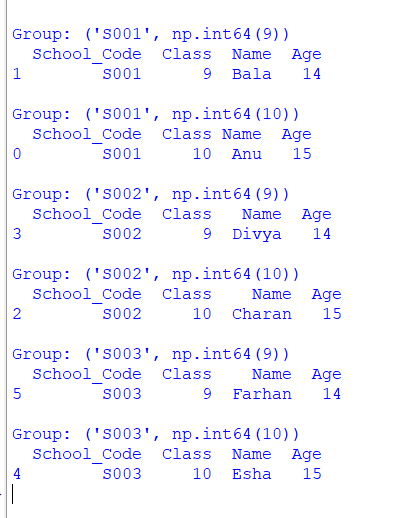 Group: ('S001', np.int64(9))
  School_Code  Class  Name  Age
1        S001      9  Bala   14
Group: ('S001', np.int64(10))
  School_Code  Class Name  Age
0        S001     10  Anu   15
Group: ('S002', np.int64(9))
  School_Code  Class   Name  Age
3        S002      9  Divya   14
Group: ('S002', np.int64(10))
  School_Code  Class    Name  Age
2        S002     10  Charan   15
Group: ('S003', np.int64(9))
  School_Code  Class    Name  Age
5        S003      9  Farhan   14
Group: ('S003', np.int64(10))
  School_Code  Class  Name  Age
4        S003     10  Esha   15